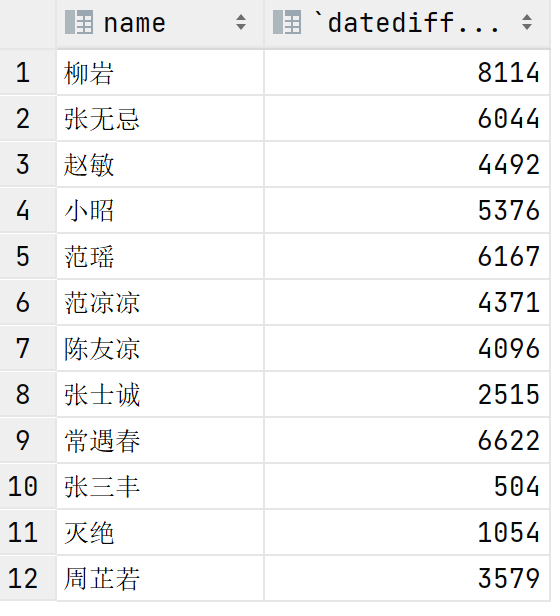 name `datediff...
1 柳岩 8114
2 张无忌 6044
3 赵敏 4492
4 小昭 5376
5 范瑶 6167
6 范凉凉 4371
7 陈友凉 4096
8 张士诚 2515
9 常遇春 6622
10 张三丰 504
11 灭绝 1054
12 周芷若 3579